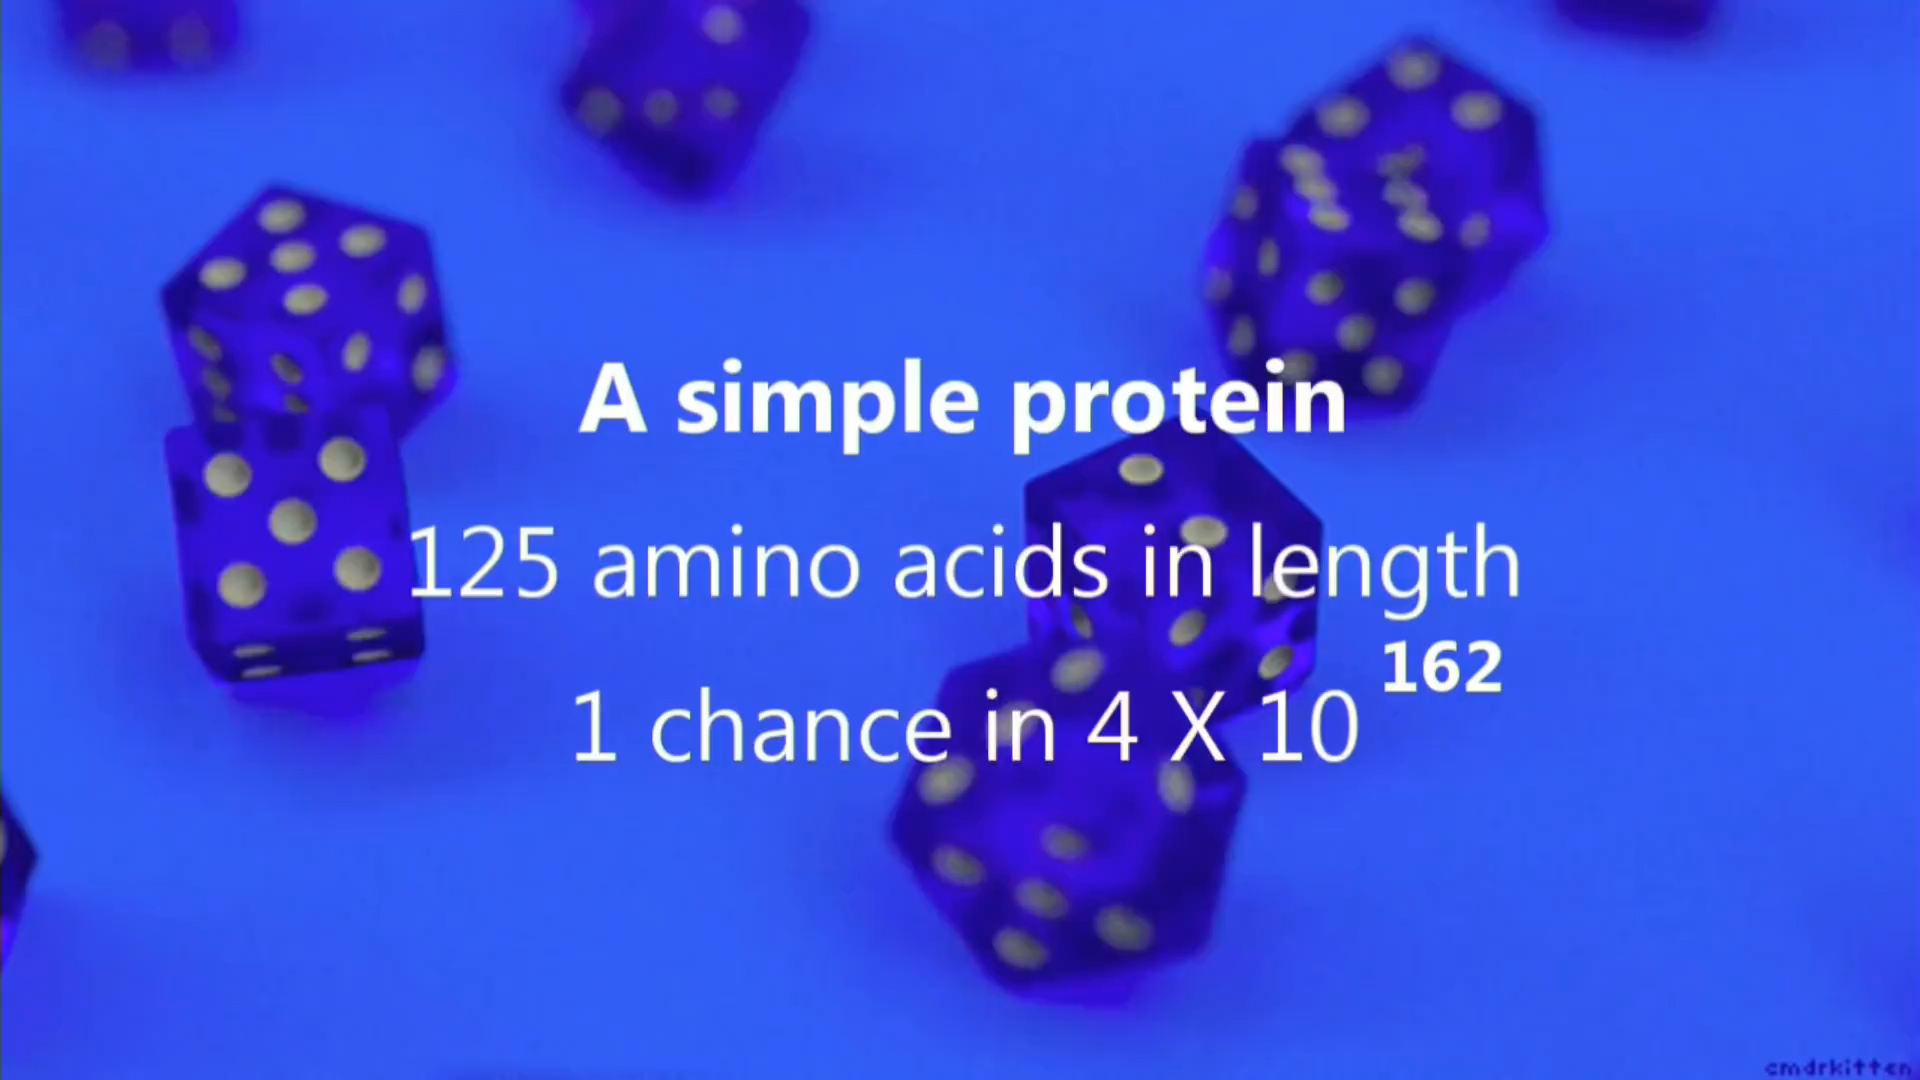 A simple protein
125 amino acids in length
1 chance in 4 X 10 162
cmdrkitten